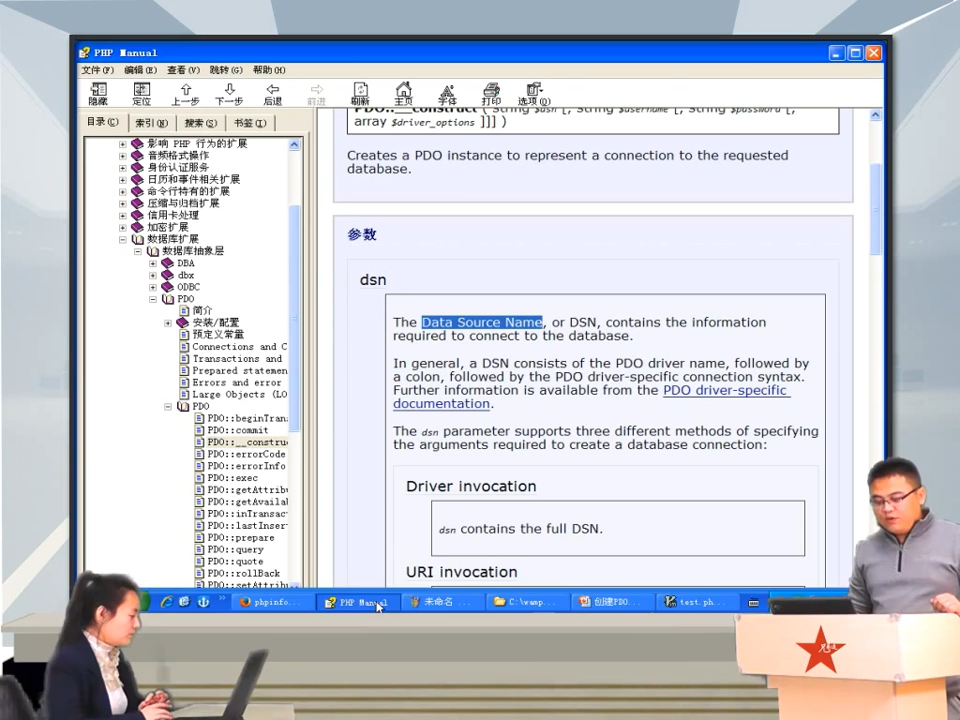 PHP Manual
文件(F) 编辑(E) 查看(V) 跳转(G) 帮助(H)
隐藏 定位 上一步 下一步 后退 前进 刷新 主页 字体 打印 选项(O)
目录(C) 索引(N) 搜索(S) 书签(I)
影响 PHP 行为的扩展
音频格式操作
身份认证服务
日历和事件相关扩展
命令行特有的扩展
压缩与归档扩展
信用卡处理
加密扩展
数据库扩展
数据库抽象层
DBA
dbx
ODBC
PDO
简介
安装/配置
预定义常量
Connections and C
Transactions and
Prepared statemen
Errors and error
Large Objects (LO
PDO
PDO::beginTran
PDO::commit
PDO::__constru
PDO::errorCode
PDO::errorInfo
PDO::exec
PDO::getAttrib
PDO::getAvaila
PDO::inTransac
PDO::lastInser
PDO::prepare
PDO::query
PDO::quote
PDO::rollBack
PDO::setAttrib
PDO::__construct ( string $dsn [, string $username [, string $password [,
array $driver_options ]]] )
Creates a PDO instance to represent a connection to the requested
database.
参数
dsn
The Data Source Name, or DSN, contains the information
required to connect to the database.
In general, a DSN consists of the PDO driver name, followed by
a colon, followed by the PDO driver-specific connection syntax.
Further information is available from the PDO driver-specific
documentation.
The dsn parameter supports three different methods of specifying
the arguments required to create a database connection:
Driver invocation
dsn contains the full DSN.
URI invocation
phpinfo... PHP Manual 未命名 ... C:\wamp... 创建PDO... test.ph...